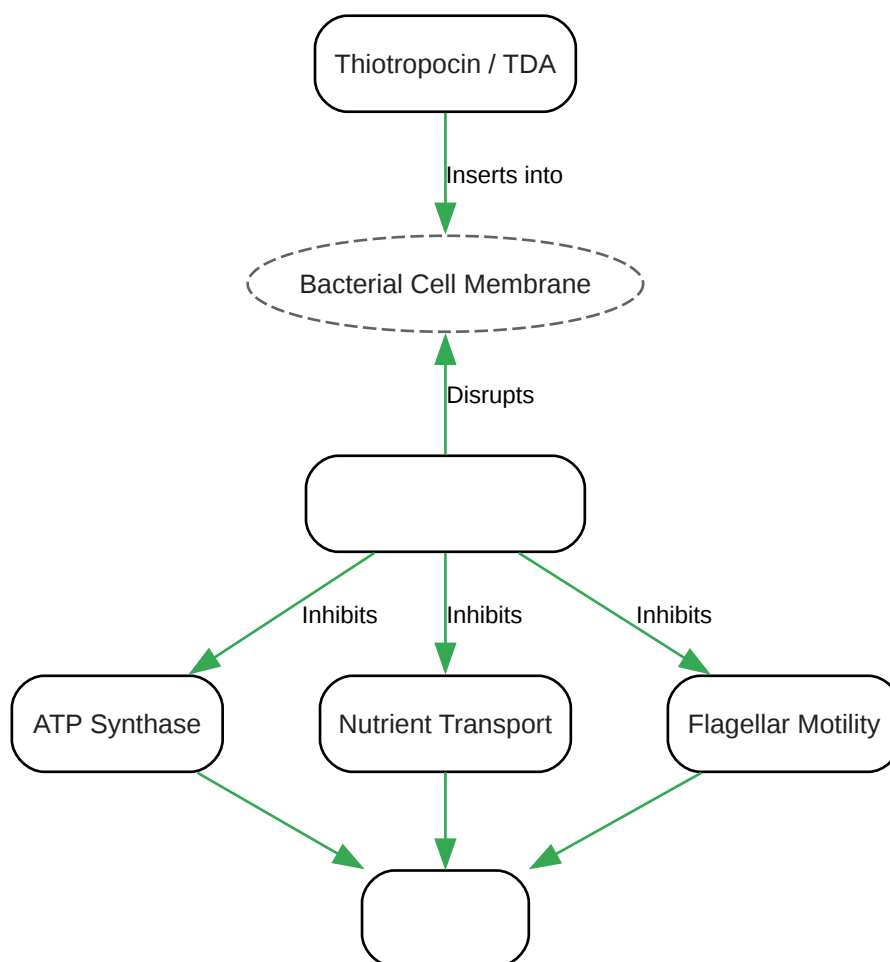 Thiotropocin / TDA
Inserts into
Bacterial Cell Membrane
Disrupts
Inhibits
Inhibits
Inhibits
ATP Synthase
Nutrient Transport
Flagellar Motility